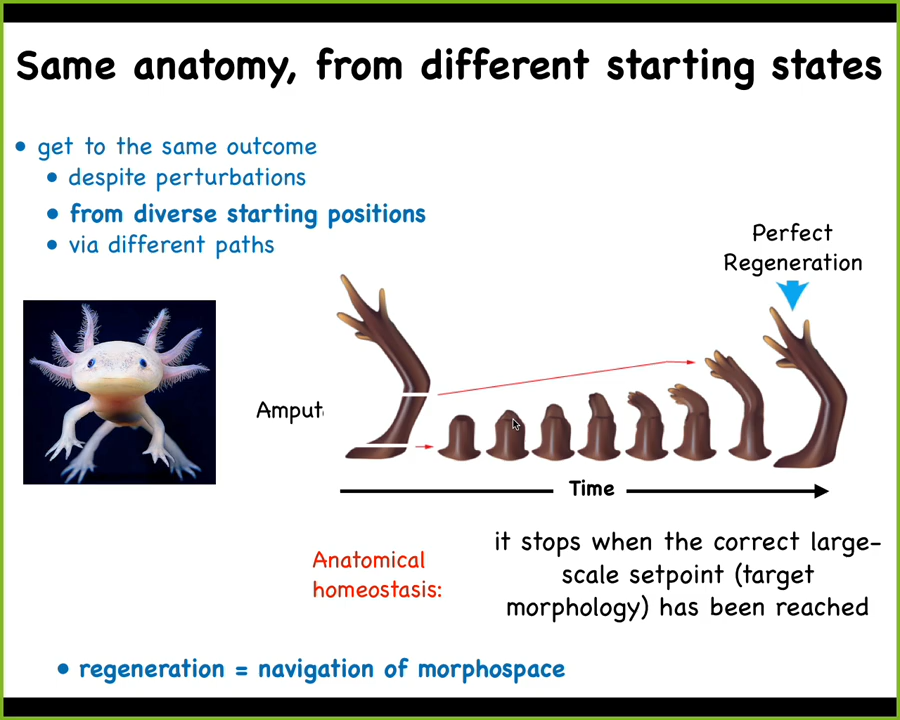 Same anatomy, from different starting states
• get to the same outcome
• despite perturbations
• from diverse starting positions
• via different paths
Perfect
Regeneration
Time
Anatomical
homeostasis:
it stops when the correct large-
scale setpoint (target
morphology) has been reached
• regeneration = navigation of morphospace